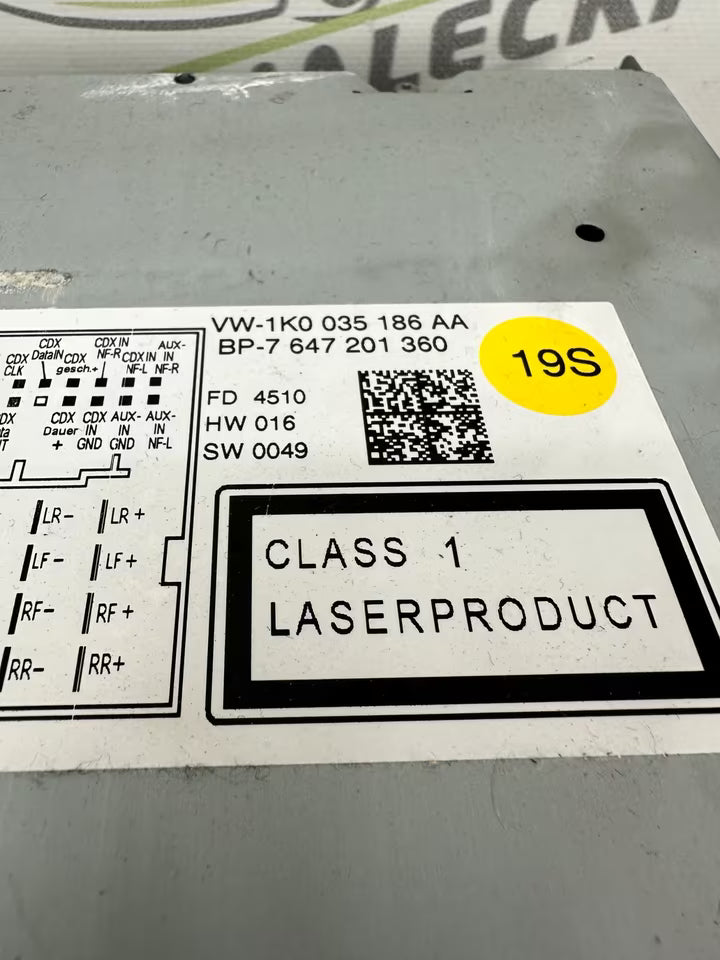 ALECKI
VW-1K0 035 186 AA
BP-7 647 201 360
19S
FD 4510
HW 016
SW 0049
CLASS 1
LASERPRODUCT
CDX CLK
CDX DataIN
CDX gesch.+
CDX IN NF-R
CDX IN NF-L
AUX-IN NF-R
CDX Dauer +
CDX IN GND
AUX-IN GND
AUX-IN NF-L
LR- LR+
LF- LF+
RF- RF+
RR- RR+